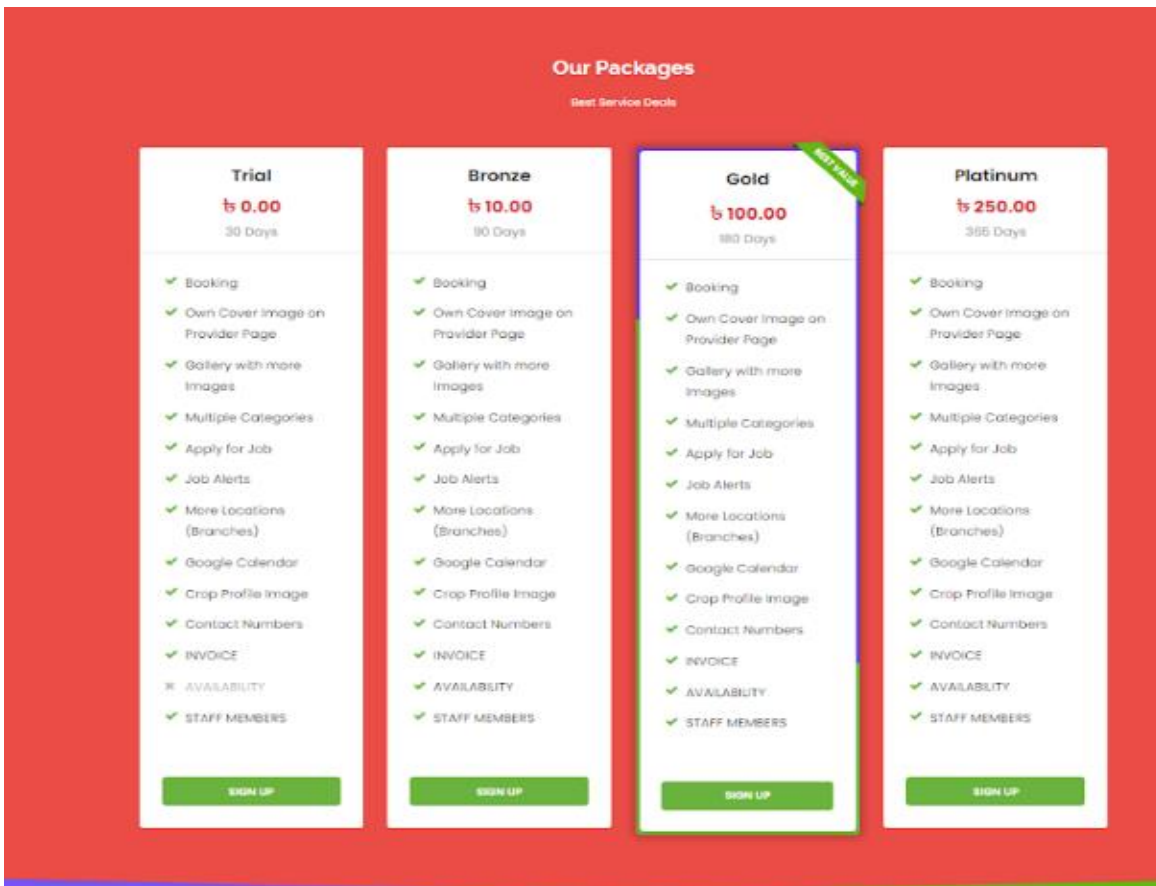 Our Packages
Best Service Deals
Trial
৳ 0.00
30 Days
Booking
Own Cover Image on
Provider Page
Gallery with more
Images
Multiple Categories
Apply for Job
Job Alerts
More Locations
(Branches)
Google Calendar
Crop Profile Image
Contact Numbers
INVOICE
AVAILABILITY
STAFF MEMBERS
SIGN UP
Bronze
৳ 10.00
90 Days
Booking
Own Cover Image on
Provider Page
Gallery with more
Images
Multiple Categories
Apply for Job
Job Alerts
More Locations
(Branches)
Google Calendar
Crop Profile Image
Contact Numbers
INVOICE
AVAILABILITY
STAFF MEMBERS
SIGN UP
BEST VALUE
Gold
৳ 100.00
180 Days
Booking
Own Cover Image on
Provider Page
Gallery with more
Images
Multiple Categories
Apply for Job
Job Alerts
More Locations
(Branches)
Google Calendar
Crop Profile Image
Contact Numbers
INVOICE
AVAILABILITY
STAFF MEMBERS
SIGN UP
Platinum
৳ 250.00
365 Days
Booking
Own Cover Image on
Provider Page
Gallery with more
Images
Multiple Categories
Apply for Job
Job Alerts
More Locations
(Branches)
Google Calendar
Crop Profile Image
Contact Numbers
INVOICE
AVAILABILITY
STAFF MEMBERS
SIGN UP